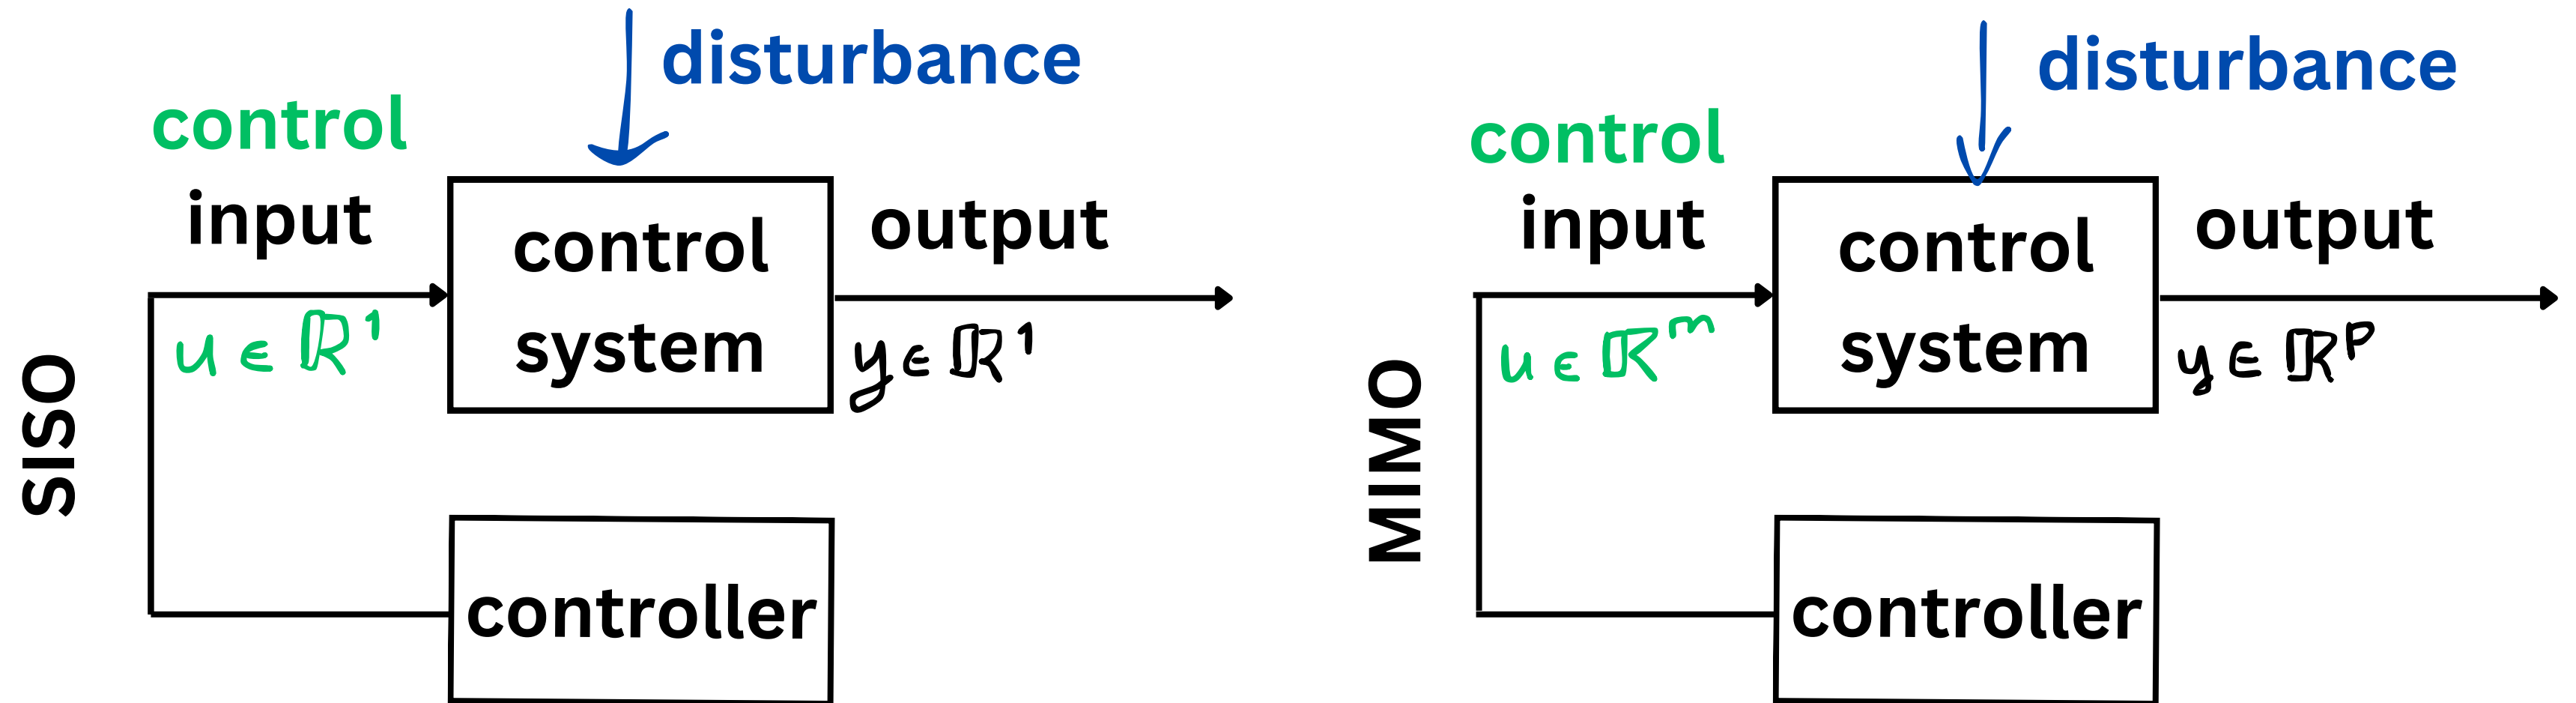 SISO
disturbance
control
input
control
system
output
u ∈ ℝ¹
y ∈ ℝ¹
controller
MIMO
disturbance
control
input
control
system
output
u ∈ ℝᵐ
y ∈ ℝᵖ
controller